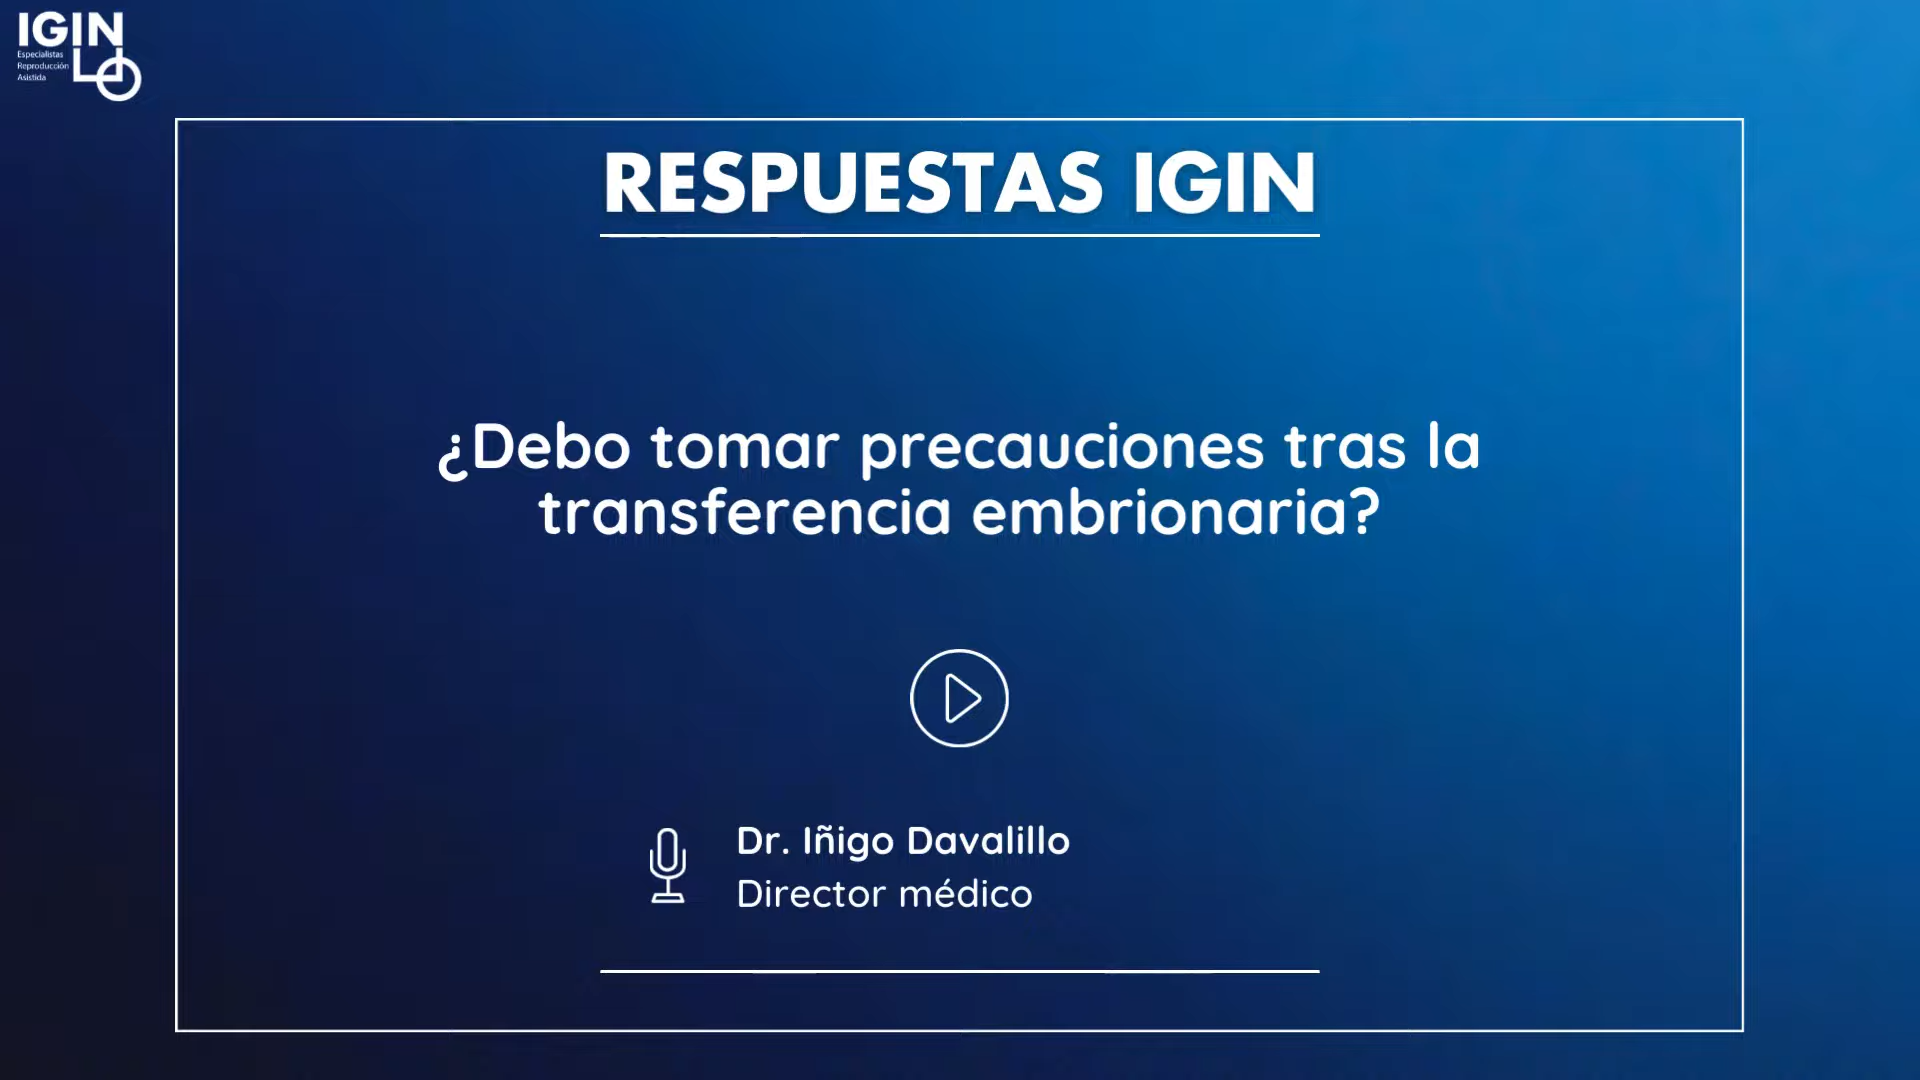 IGIN
Especialistas
Reproducción
Asistida
RESPUESTAS IGIN
¿Debo tomar precauciones tras la
transferencia embrionaria?
Dr. Iñigo Davalillo
Director médico